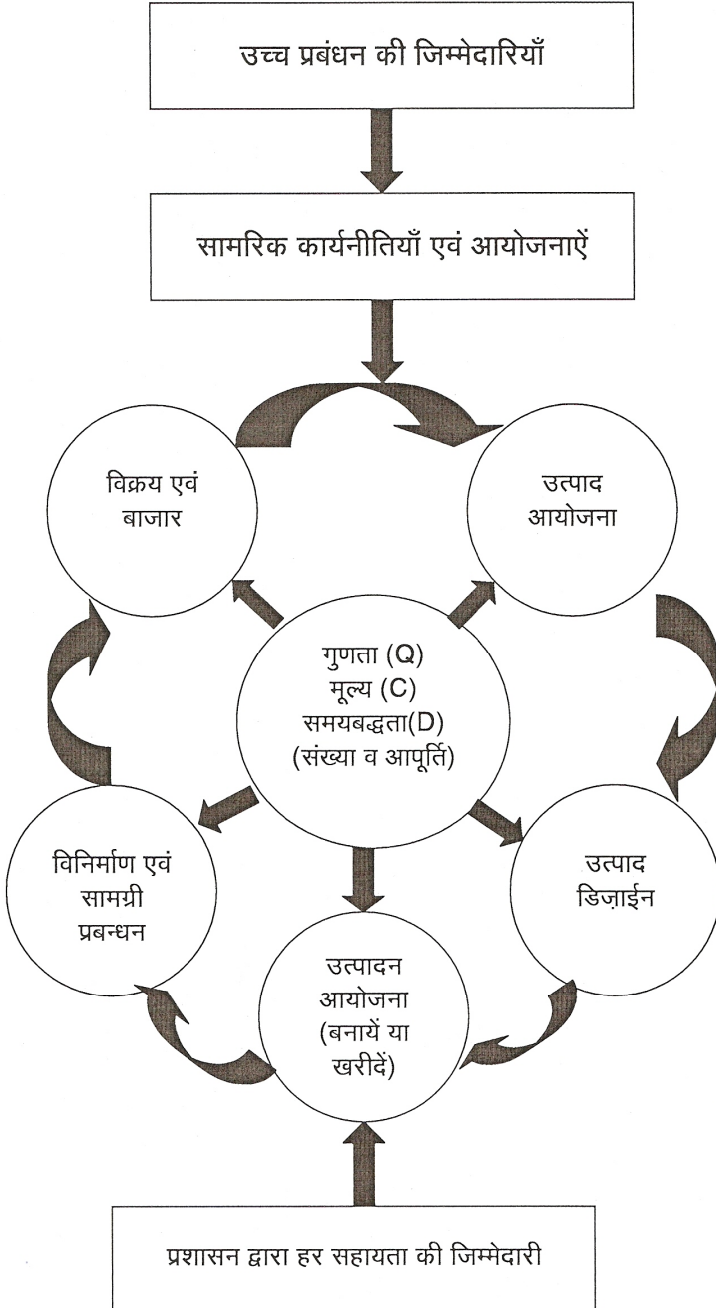 उच्च प्रबंधन की जिम्मेदारियाँ
सामरिक कार्यनीतियाँ एवं आयोजनाऐं
विक्रय एवं
बाजार
उत्पाद
आयोजना
गुणता (Q)
मूल्य (C)
समयबद्धता(D)
(संख्या व आपूर्ति)
विनिर्माण एवं
सामग्री
प्रबन्धन
उत्पाद
डिज़ाईन
उत्पादन
आयोजना
(बनायें या
खरीदें)
प्रशासन द्वारा हर सहायता की जिम्मेदारी